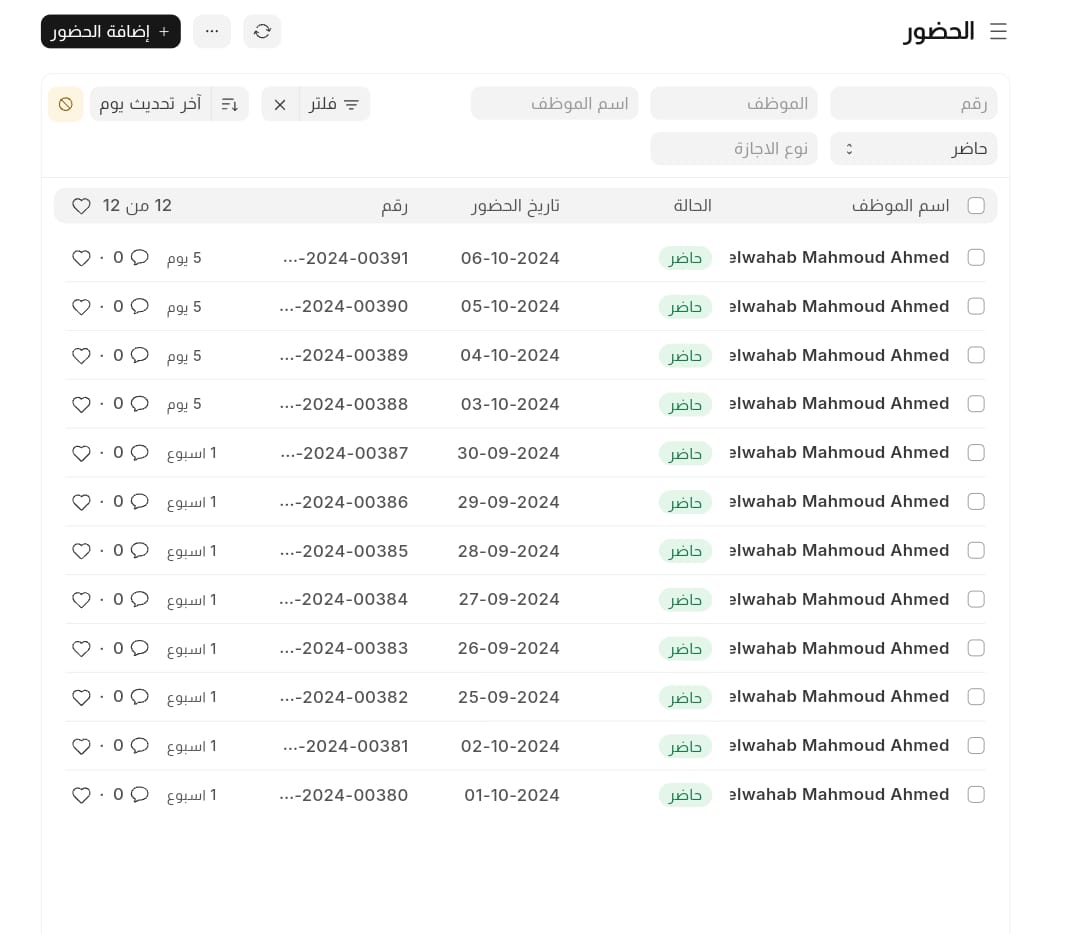 الحضور
+ إضافة الحضور
رقم الموظف اسم الموظف فلتر آخر تحديث يوم
حاضر نوع الاجازة
اسم الموظف الحالة تاريخ الحضور رقم 12 من 12
elwahab Mahmoud Ahmed حاضر 06-10-2024 ...-2024-00391 5 يوم 0 ·
elwahab Mahmoud Ahmed حاضر 05-10-2024 ...-2024-00390 5 يوم 0 ·
elwahab Mahmoud Ahmed حاضر 04-10-2024 ...-2024-00389 5 يوم 0 ·
elwahab Mahmoud Ahmed حاضر 03-10-2024 ...-2024-00388 5 يوم 0 ·
elwahab Mahmoud Ahmed حاضر 30-09-2024 ...-2024-00387 1 اسبوع 0 ·
elwahab Mahmoud Ahmed حاضر 29-09-2024 ...-2024-00386 1 اسبوع 0 ·
elwahab Mahmoud Ahmed حاضر 28-09-2024 ...-2024-00385 1 اسبوع 0 ·
elwahab Mahmoud Ahmed حاضر 27-09-2024 ...-2024-00384 1 اسبوع 0 ·
elwahab Mahmoud Ahmed حاضر 26-09-2024 ...-2024-00383 1 اسبوع 0 ·
elwahab Mahmoud Ahmed حاضر 25-09-2024 ...-2024-00382 1 اسبوع 0 ·
elwahab Mahmoud Ahmed حاضر 02-10-2024 ...-2024-00381 1 اسبوع 0 ·
elwahab Mahmoud Ahmed حاضر 01-10-2024 ...-2024-00380 1 اسبوع 0 ·